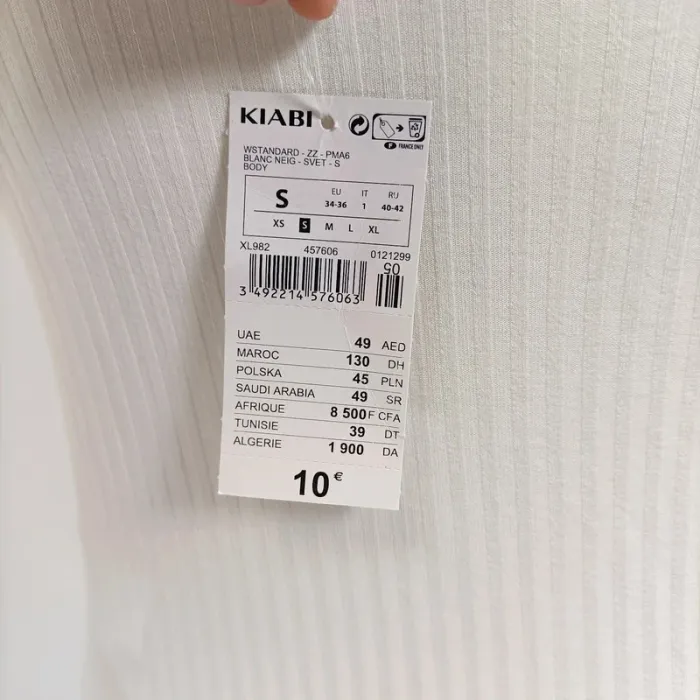 KIABI
FRANCE ONLY
WSTANDARD - ZZ - PMA6
BLANC NEIG - SVET - S
BODY
S EU 34-36 IT 1 RU 40-42
XS S M L XL
XL982 457606 0121299
05
3 492214 576063
UAE 49 AED
MAROC 130 DH
POLSKA 45 PLN
SAUDI ARABIA 49 SR
AFRIQUE 8 500 F CFA
TUNISIE 39 DT
ALGERIE 1 900 DA
10 €